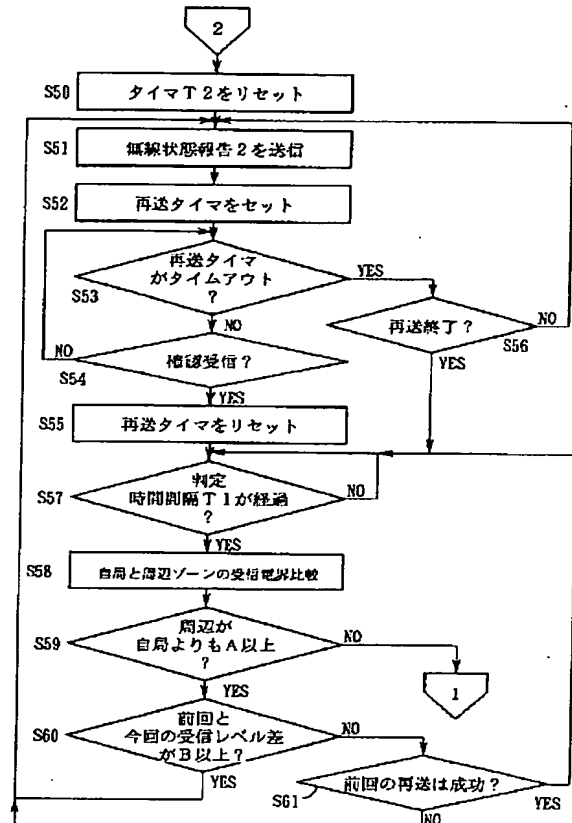 2
S50
タイマT2をリセット
S51
無線状態報告2を送信
S52
再送タイマをセット
再送タイマ
がタイムアウト
?
S53
YES
NO
再送終了?
NO
S56
YES
確認受信?
NO
S54
YES
S55
再送タイマをリセット
判定
時間間隔T1が経過
?
S57
NO
YES
S58
自局と周辺ゾーンの受信電界比較
周辺が
自局よりもA以上
?
S59
NO
1
YES
前回と
今回の受信レベル差
がB以上?
S60
NO
YES
前回の再送は成功?
S61
YES
NO